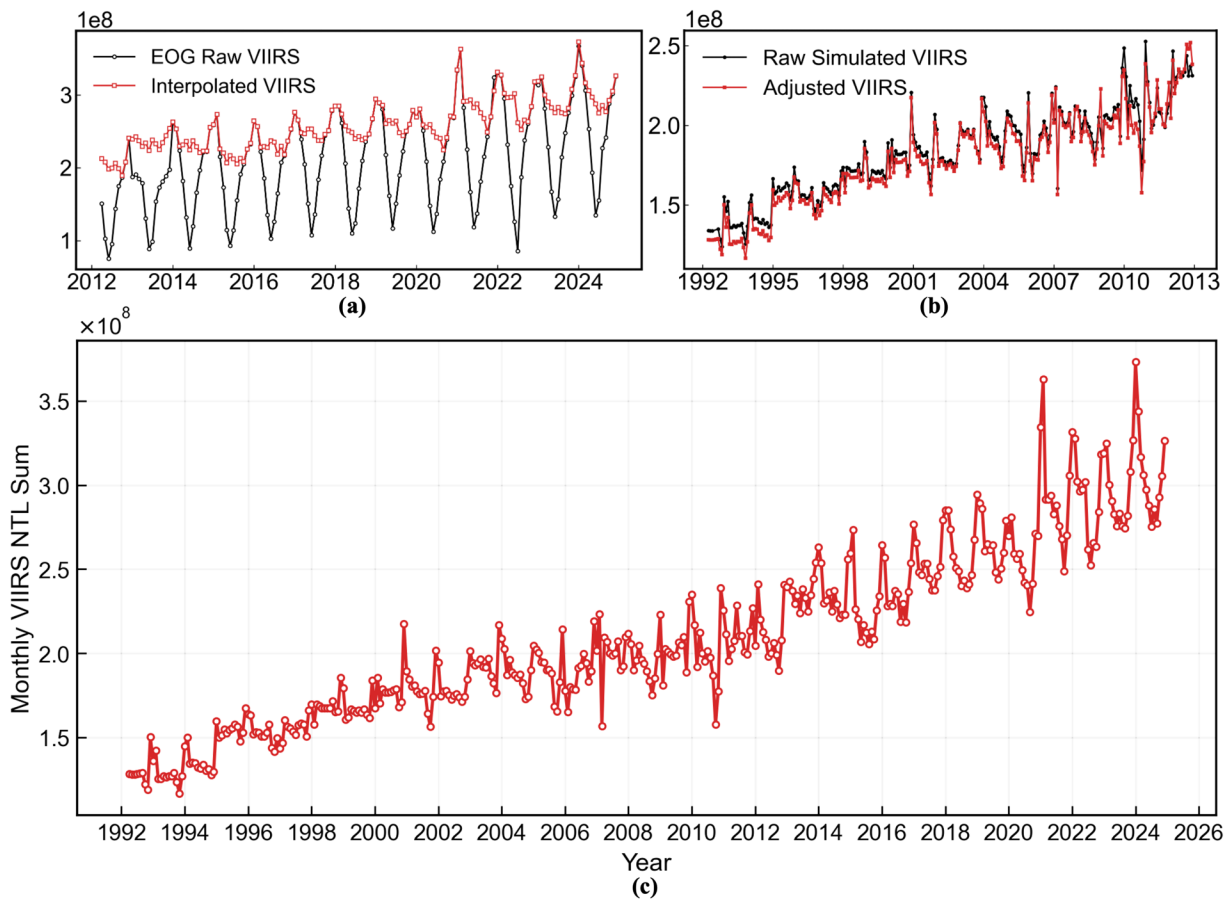 1e8
EOG Raw VIIRS
Interpolated VIIRS
3
2
1
2012 2014 2016 2018 2020 2022 2024
(a)
1e8
Raw Simulated VIIRS
Adjusted VIIRS
2.5
2.0
1.5
1992 1995 1998 2001 2004 2007 2010 2013
(b)
×10⁸
Monthly VIIRS NTL Sum
3.5
3.0
2.5
2.0
1.5
1992 1994 1996 1998 2000 2002 2004 2006 2008 2010 2012 2014 2016 2018 2020 2022 2024 2026
Year
(c)